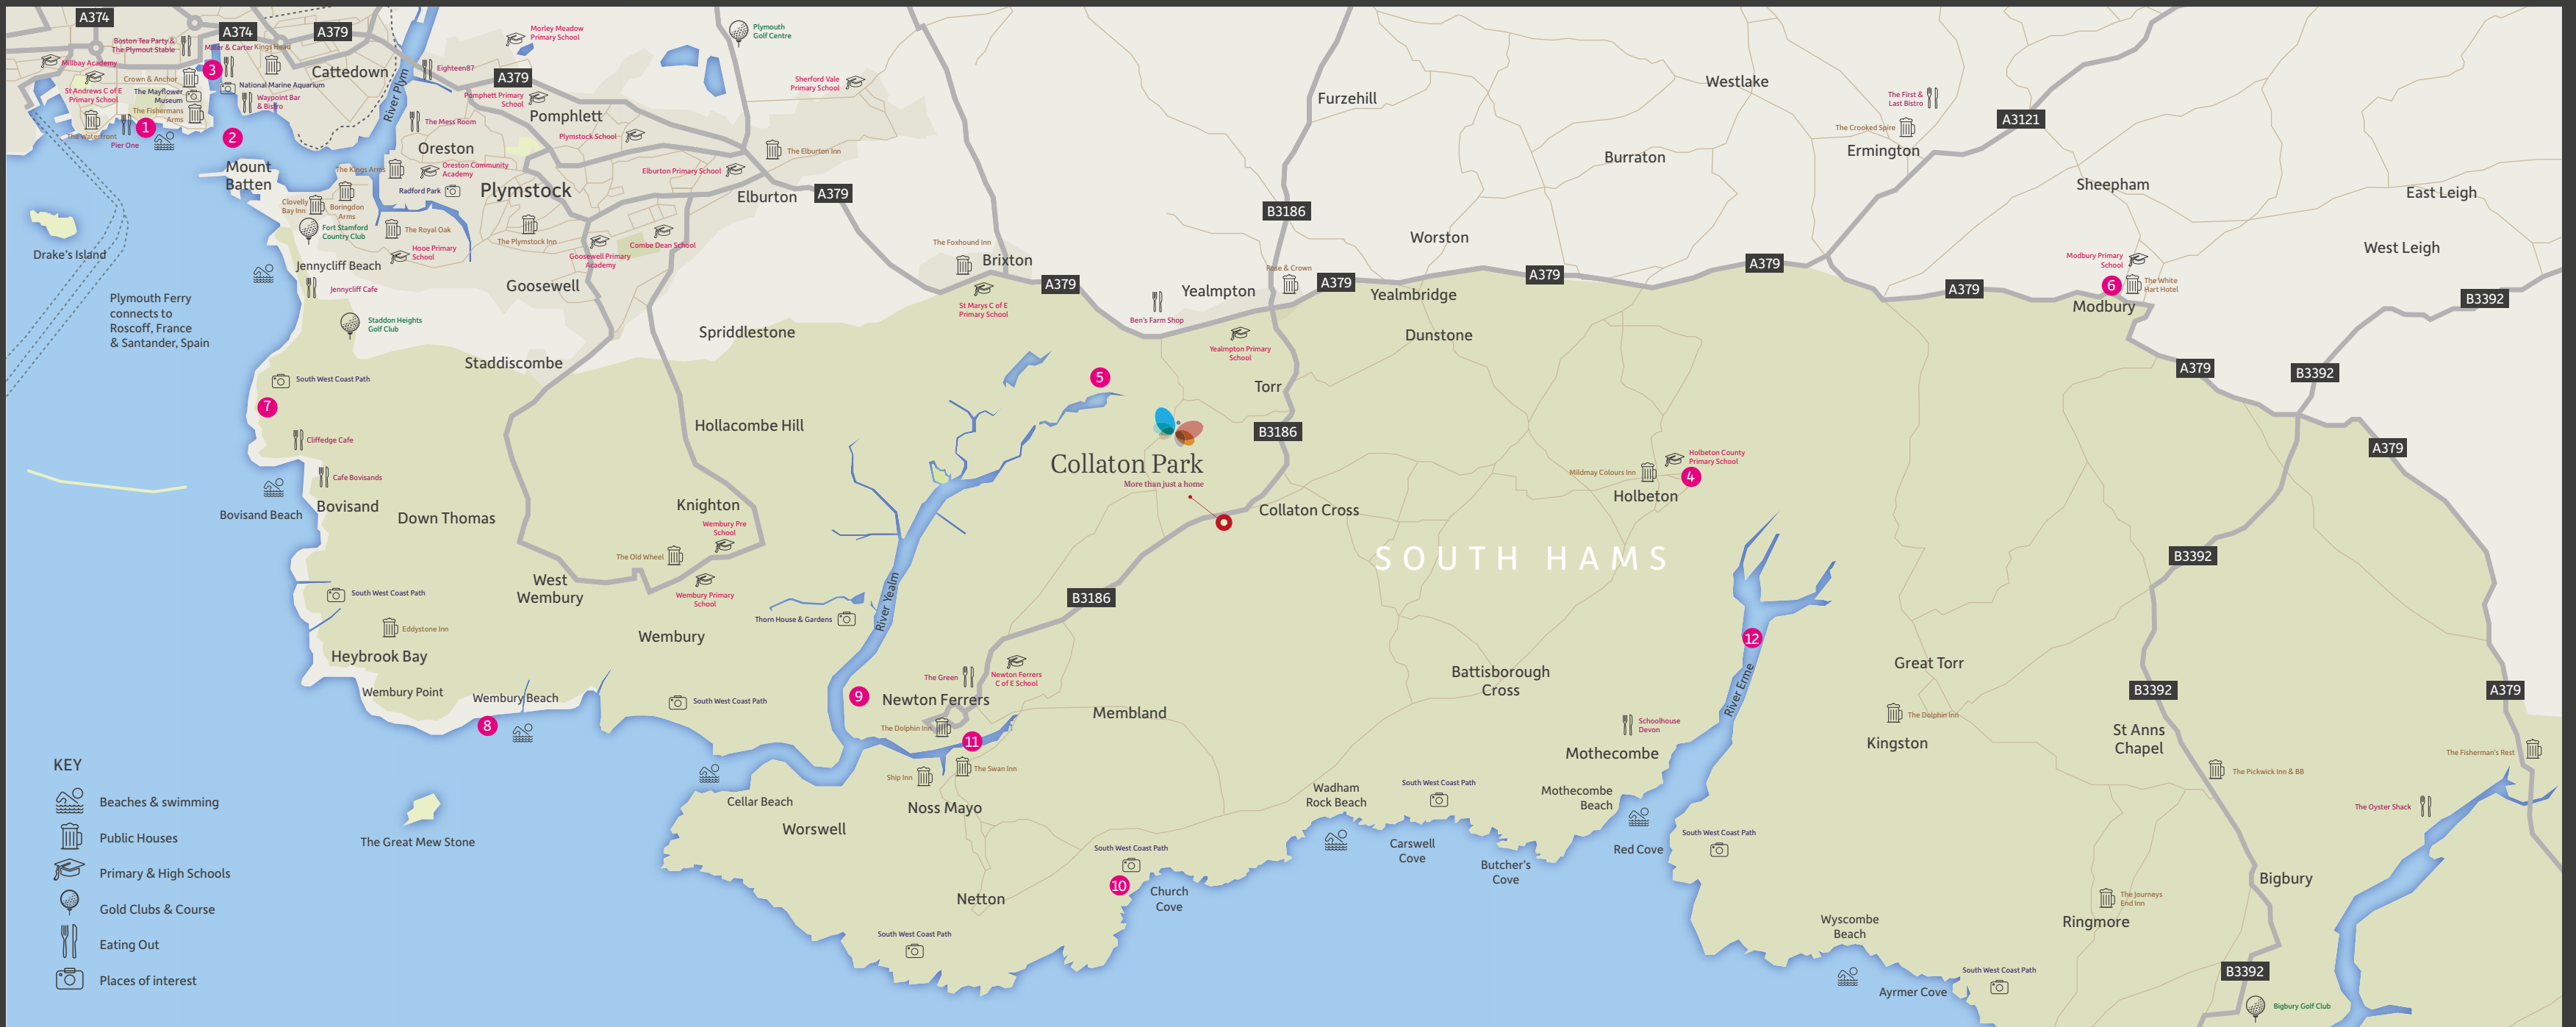 A374
A374
A379
Boston Tea Party &
The Plymout Stable
Miller & Carter
Kings Head
Millbay Academy
3
Cattedown
Crown & Anchor
National Marine Aquarium
St Andrews C of E
Primary School
The Mayflower
Museum
Waypoint Bar
& Bistro
The Fishermans
Arms
The Waterfront
1
Pier One
2
River Plym
Morley Meadow
Primary School
Eighteen87
A379
Pomphett Primary
School
Pomphlett
The Mess Room
Plymstock School
Oreston
Plymouth
Golf Centre
Sherford Vale
Primary School
The Elburton Inn
Elburton Primary School
Elburton
A379
Mount
Batten
The Kings Arms
Oreston Community
Academy
Radford Park
Plymstock
Clovelly
Bay Inn
Boringdon
Arms
Fort Stamford
Country Club
The Royal Oak
The Plymstock Inn
Hooe Primary
School
Goosewell Primary
Academy
Combe Dean School
Drake's Island
Jennycliff Beach
Jennycliff Cafe
Goosewell
Plymouth Ferry
connects to
Roscoff, France
& Santander, Spain
Staddon Heights
Golf Club
Staddiscombe
Spriddlestone
The Foxhound Inn
Brixton
St Marys C of E
Primary School
A379
Furzehill
B3186
Rose & Crown
Yealmpton
A379
Ben's Farm Shop
Yealmpton Primary
School
Yealmbridge
Dunstone
Worston
A379
Westlake
Burraton
A379
The First &
Last Bistro
The Crooked Spire
Ermington
A3121
Sheepham
East Leigh
West Leigh
A379
Modbury Primary
School
6
The White
Hart Hotel
Modbury
B3392
A379
B3392
A379
South West Coast Path
7
Cliffedge Cafe
Cafe Bovisands
Bovisand Beach
Bovisand
Down Thomas
Hollacombe Hill
Knighton
Wembury Pre
School
The Old Wheel
Wembury Primary
School
West
Wembury
Wembury
5
Torr
B3186
Collaton Park
More than just a home
Collaton Cross
SOUTH HAMS
Mildmay Colours Inn
Holbeton County
Primary School
4
Holbeton
B3392
South West Coast Path
Eddystone Inn
Heybrook Bay
Wembury Point
Wembury Beach
8
Thorn House & Gardens
River Yealm
B3186
South West Coast Path
9
The Green
Newton Ferrers
C of E School
Newton Ferrers
The Dolphin Inn
11
Membland
Ship Inn
The Swan Inn
Noss Mayo
Cellar Beach
Worswell
Netton
South West Coast Path
South West Coast Path
10
Church
Cove
Battisborough
Cross
12
River Erme
Schoolhouse
Devon
Mothecombe
Mothecombe
Beach
Wadham
Rock Beach
South West Coast Path
Carswell
Cove
Butcher's
Cove
Red Cove
South West Coast Path
Great Torr
The Dolphin Inn
Kingston
B3392
St Anns
Chapel
A379
The Fisherman's Rest
The Pickwick Inn & BB
The Oyster Shack
Bigbury
The Journeys
End Inn
Ringmore
Wyscombe
Beach
Ayrmer Cove
South West Coast Path
B3392
Bigbury Golf Club
The Great Mew Stone
KEY
Beaches & swimming
Public Houses
Primary & High Schools
Gold Clubs & Course
Eating Out
Places of interest